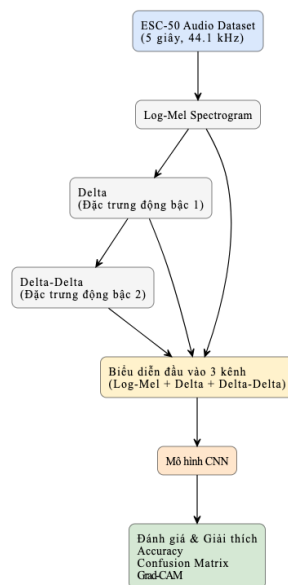 ESC-50 Audio Dataset
(5 giây, 44.1 kHz)
Log-Mel Spectrogram
Delta
(Đặc trưng động bậc 1)
Delta-Delta
(Đặc trưng động bậc 2)
Biểu diễn đầu vào 3 kênh
(Log-Mel + Delta + Delta-Delta)
Mô hình CNN
Đánh giá & Giải thích
Accuracy
Confusion Matrix
Grad-CAM